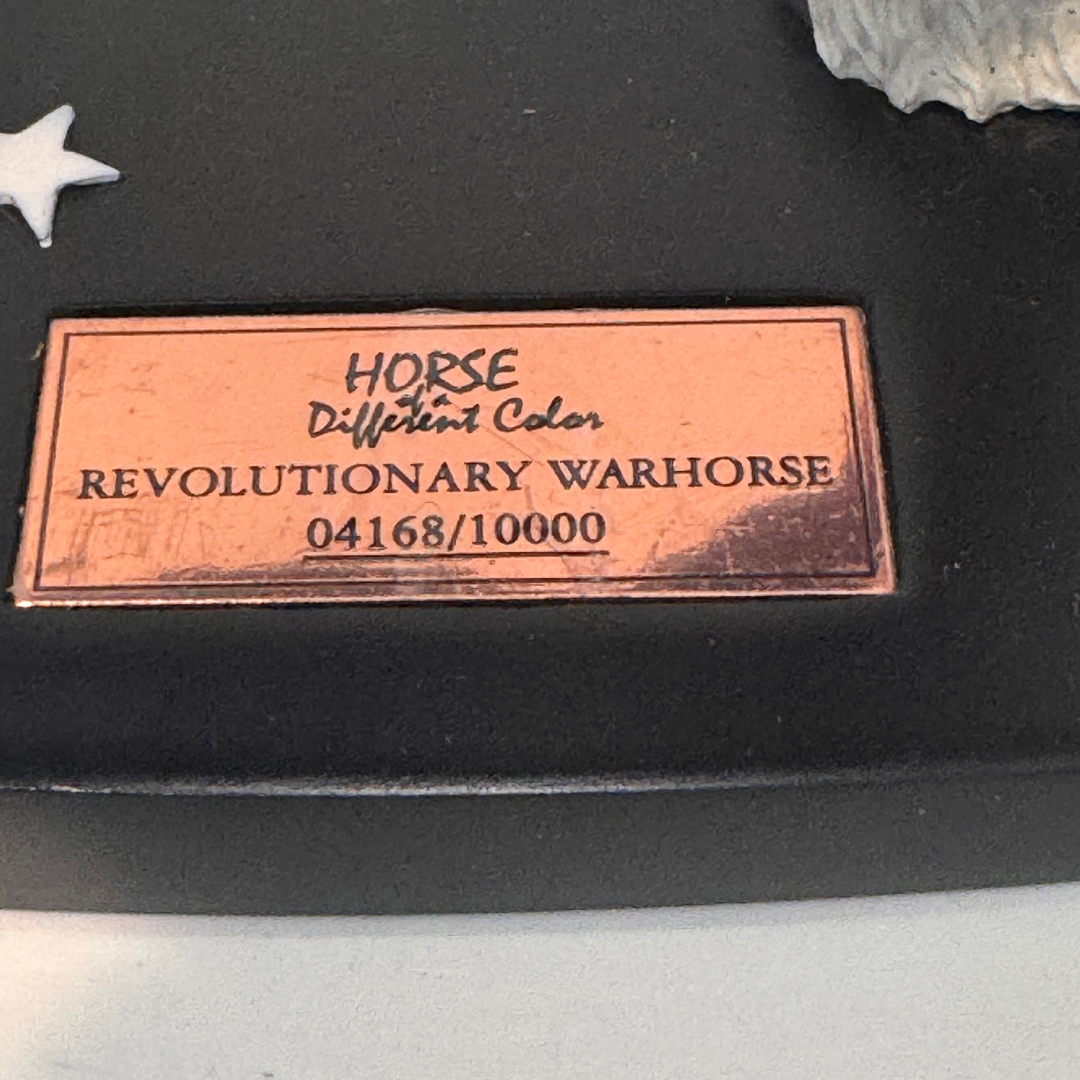 HORSE
of a
Different Color
REVOLUTIONARY WARHORSE
04168/10000